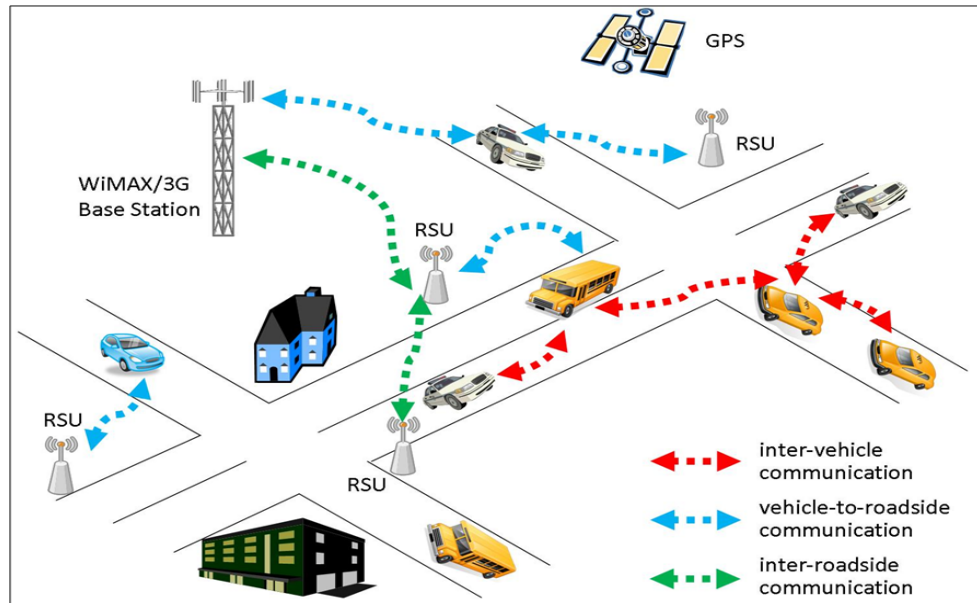 GPS
RSU
WiMAX/3G
Base Station
RSU
RSU
RSU
inter-vehicle
communication
vehicle-to-roadside
communication
inter-roadside
communication